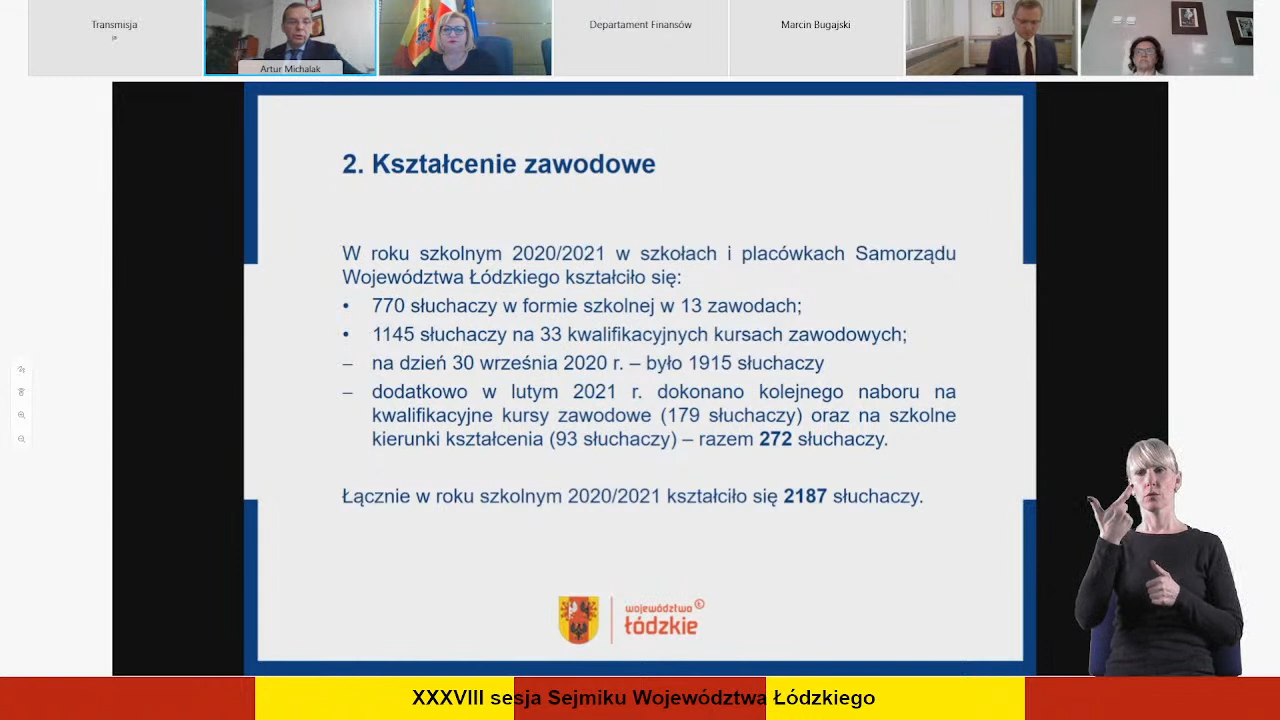 Transmisja
Artur Michalak
Departament Finansów
Marcin Bugajski
2. Kształcenie zawodowe
W roku szkolnym 2020/2021 w szkołach i placówkach Samorządu
Województwa Łódzkiego kształciło się:
• 770 słuchaczy w formie szkolnej w 13 zawodach;
• 1145 słuchaczy na 33 kwalifikacyjnych kursach zawodowych;
– na dzień 30 września 2020 r. – było 1915 słuchaczy
– dodatkowo w lutym 2021 r. dokonano kolejnego naboru na
kwalifikacyjne kursy zawodowe (179 słuchaczy) oraz na szkolne
kierunki kształcenia (93 słuchaczy) – razem 272 słuchaczy.
Łącznie w roku szkolnym 2020/2021 kształciło się 2187 słuchaczy.
województwo
łódzkie
XXXVIII sesja Sejmiku Województwa Łódzkiego